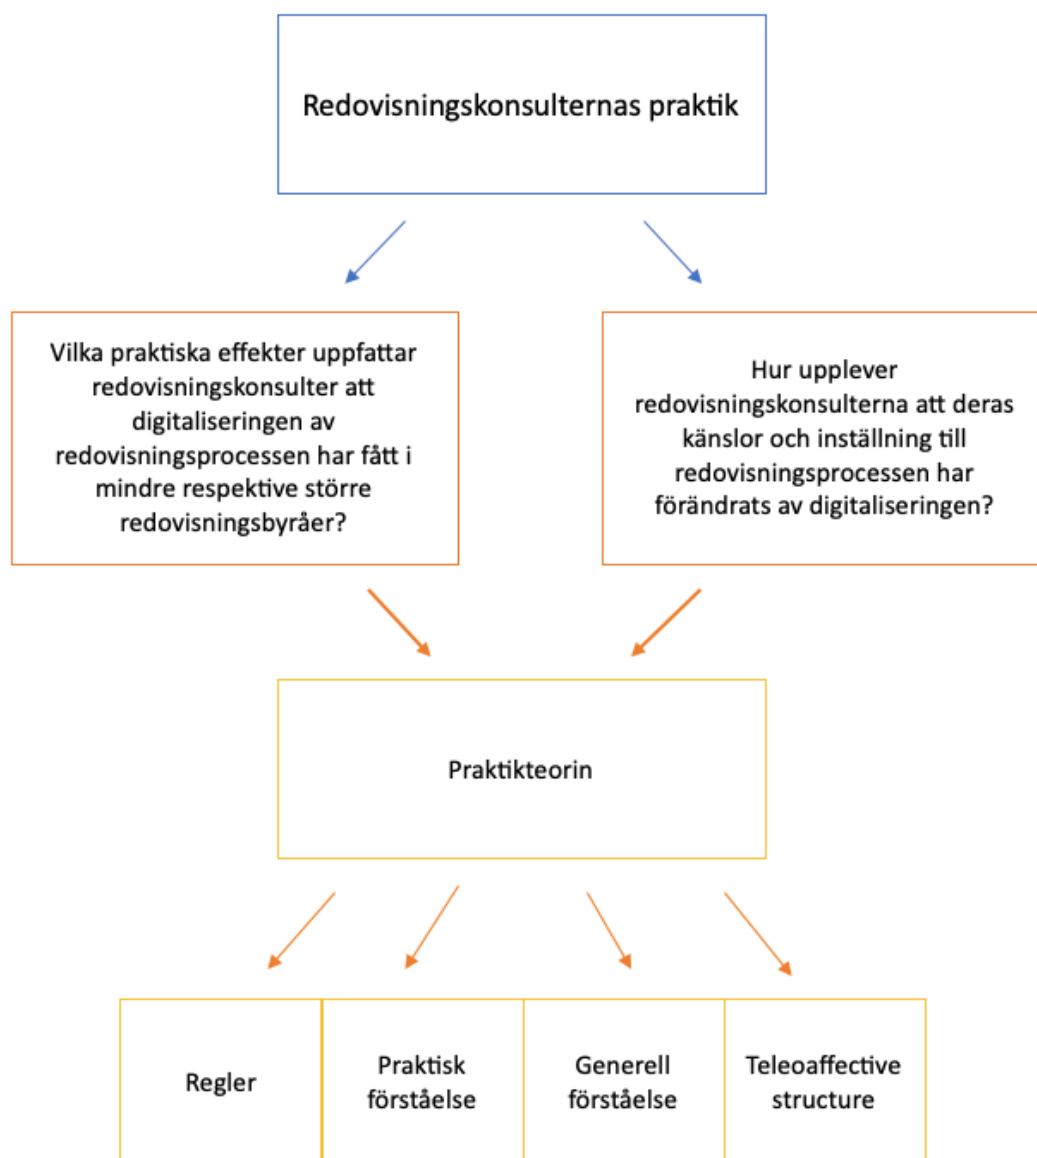 Redovisningskonsulternas praktik
Vilka praktiska effekter uppfattar
redovisningskonsulter att
digitaliseringen av
redovisningsprocessen har fått i
mindre respektive större
redovisningsbyråer?
Hur upplever
redovisningskonsulterna att deras
känslor och inställning till
redovisningsprocessen har
förändrats av digitaliseringen?
Praktikteorin
Regler
Praktisk
förståelse
Generell
förståelse
Teleoaffective
structure